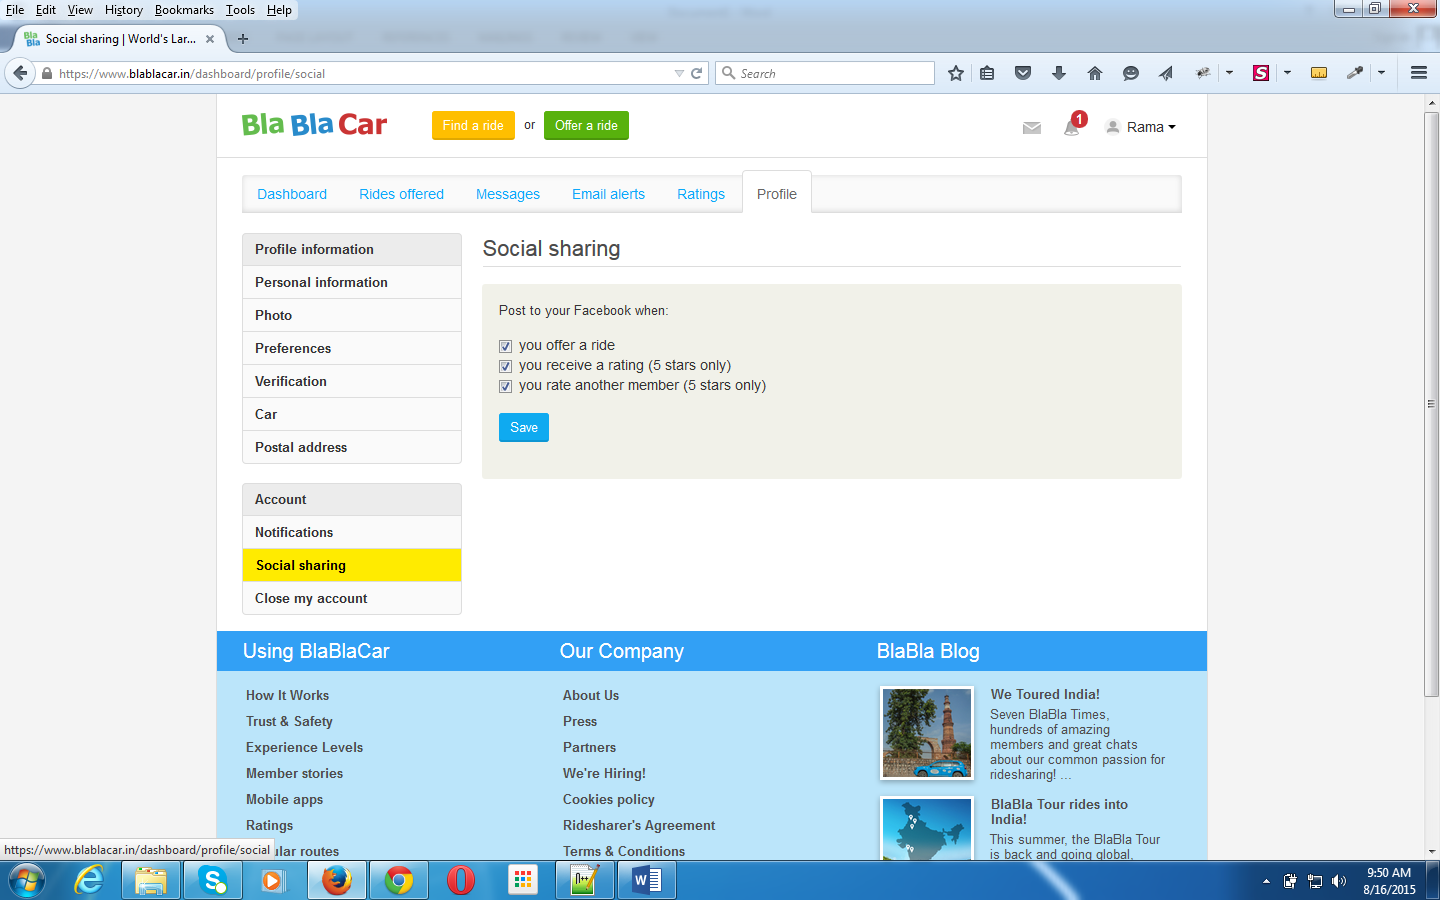 File Edit View History Bookmarks Tools Help
Bla Bla Social sharing | World's Lar...
https://www.blablacar.in/dashboard/profile/social
Search
S
Bla Bla Car
Find a ride or Offer a ride
1
Rama
Dashboard Rides offered Messages Email alerts Ratings Profile
Profile information
Personal information
Photo
Preferences
Verification
Car
Postal address
Account
Notifications
Social sharing
Close my account
Social sharing
Post to your Facebook when:
you offer a ride
you receive a rating (5 stars only)
you rate another member (5 stars only)
Save
Using BlaBlaCar
How It Works
Trust & Safety
Experience Levels
Member stories
Mobile apps
Ratings
ular routes
Our Company
About Us
Press
Partners
We're Hiring!
Cookies policy
Ridesharer's Agreement
Terms & Conditions
BlaBla Blog
We Toured India!
Seven BlaBla Times,
hundreds of amazing
members and great chats
about our common passion for
ridesharing! ...
BlaBla Tour rides into
India!
This summer, the BlaBla Tour
is back and going global,
https://www.blablacar.in/dashboard/profile/social
9:50 AM
8/16/2015